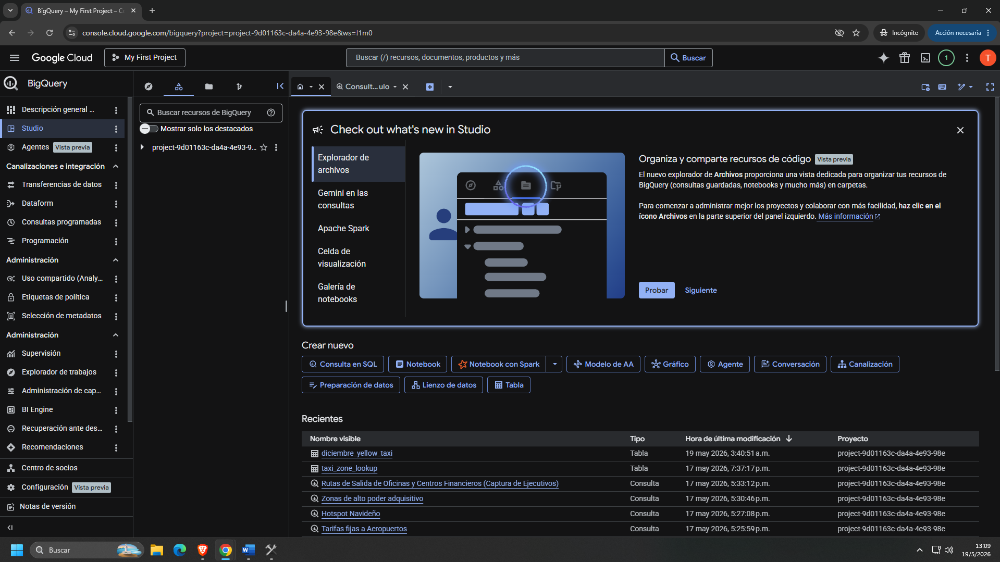 BigQuery – My First Project – C
console.cloud.google.com/bigquery?project=project-9d01163c-da4a-4e93-98e&ws=!1m0
Incógnito
Acción necesaria
Google Cloud
My First Project
Buscar (/) recursos, documentos, productos y más
Buscar
1
T
BigQuery
Consult...ulo
Descripción general ...
Studio
Agentes
Vista previa
Canalizaciones e integración
Transferencias de datos
Dataform
Consultas programadas
Programación
Administración
Uso compartido (Analy...
Etiquetas de política
Selección de metadatos
Administración
Supervisión
Explorador de trabajos
Administración de cap...
BI Engine
Recuperación ante des...
Recomendaciones
Centro de socios
Configuración
Vista previa
Notas de versión
Buscar recursos de BigQuery
Mostrar solo los destacados
project-9d01163c-da4a-4e93-9...
Check out what's new in Studio
Explorador de
archivos
Gemini en las
consultas
Apache Spark
Celda de
visualización
Galería de
notebooks
Organiza y comparte recursos de código
Vista previa
El nuevo explorador de Archivos proporciona una vista dedicada para organizar tus recursos de
BigQuery (consultas guardadas, notebooks y mucho más) en carpetas.
Para comenzar a administrar mejor los proyectos y colaborar con más facilidad, haz clic en el
ícono Archivos en la parte superior del panel izquierdo. Más información
Probar
Siguiente
Crear nuevo
Consulta en SQL
Notebook
Notebook con Spark
Modelo de AA
Gráfico
Agente
Conversación
Canalización
Preparación de datos
Lienzo de datos
Tabla
Recientes
Nombre visible Tipo Hora de última modificación Proyecto
diciembre_yellow_taxi Tabla 19 may 2026, 3:40:51 a.m. project-9d01163c-da4a-4e93-98e
taxi_zone_lookup Tabla 17 may 2026, 7:37:17 p.m. project-9d01163c-da4a-4e93-98e
Rutas de Salida de Oficinas y Centros Financieros (Captura de Ejecutivos) Consulta 17 may 2026, 5:33:12 p.m. project-9d01163c-da4a-4e93-98e
Zonas de alto poder adquisitivo Consulta 17 may 2026, 5:30:46 p.m. project-9d01163c-da4a-4e93-98e
Hotspot Navideño Consulta 17 may 2026, 5:27:08 p.m. project-9d01163c-da4a-4e93-98e
Tarifas fijas a Aeropuertos Consulta 17 may 2026, 5:25:59 p.m. project-9d01163c-da4a-4e93-98e
Buscar
13:09
19/5/2026